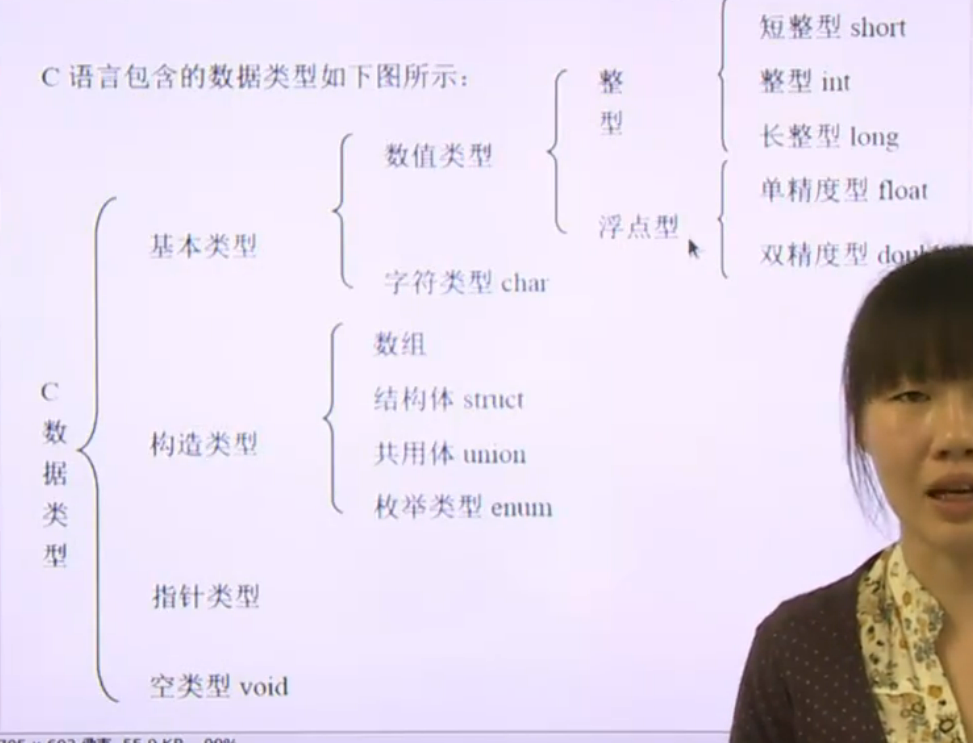 C 语言包含的数据类型如下图所示:
C
数
据
类
型
基本类型
数值类型
整
型
短整型 short
整型 int
长整型 long
浮点型
单精度型 float
双精度型
字符类型 char
构造类型
数组
结构体 struct
共用体 union
枚举类型 enum
指针类型
空类型 void